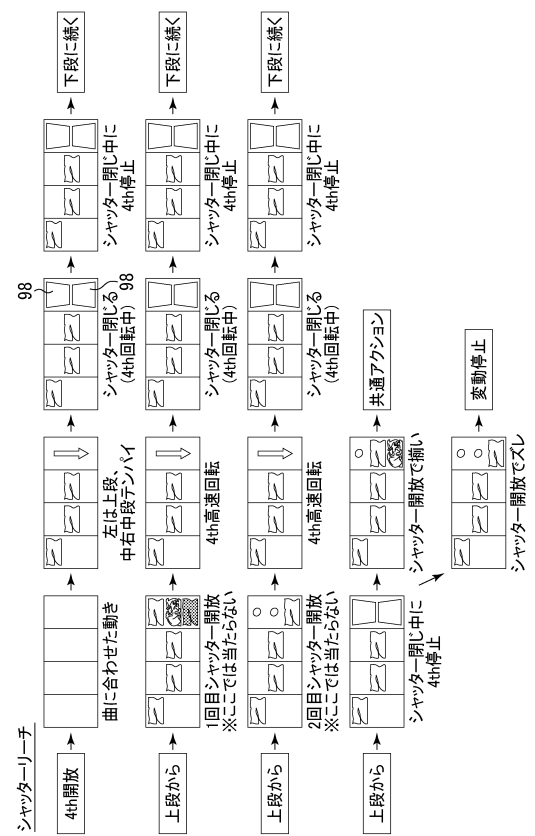 シャッターリーチ
4th開放
曲に合わせた動き
左は上段、
中右中段テンパイ
シャッター閉じる
(4th回転中)
98
98
シャッター閉じ中に
4th停止
下段に続く
上段から
1回目シャッター開放
※ここでは当たらない
4th高速回転
シャッター閉じる
(4th回転中)
シャッター閉じ中に
4th停止
下段に続く
上段から
2回目シャッター開放
※ここでは当たらない
4th高速回転
シャッター閉じる
(4th回転中)
シャッター閉じ中に
4th停止
下段に続く
上段から
シャッター閉じ中に
4th停止
シャッター開放で揃い
共通アクション
シャッター開放でズレ
変動停止